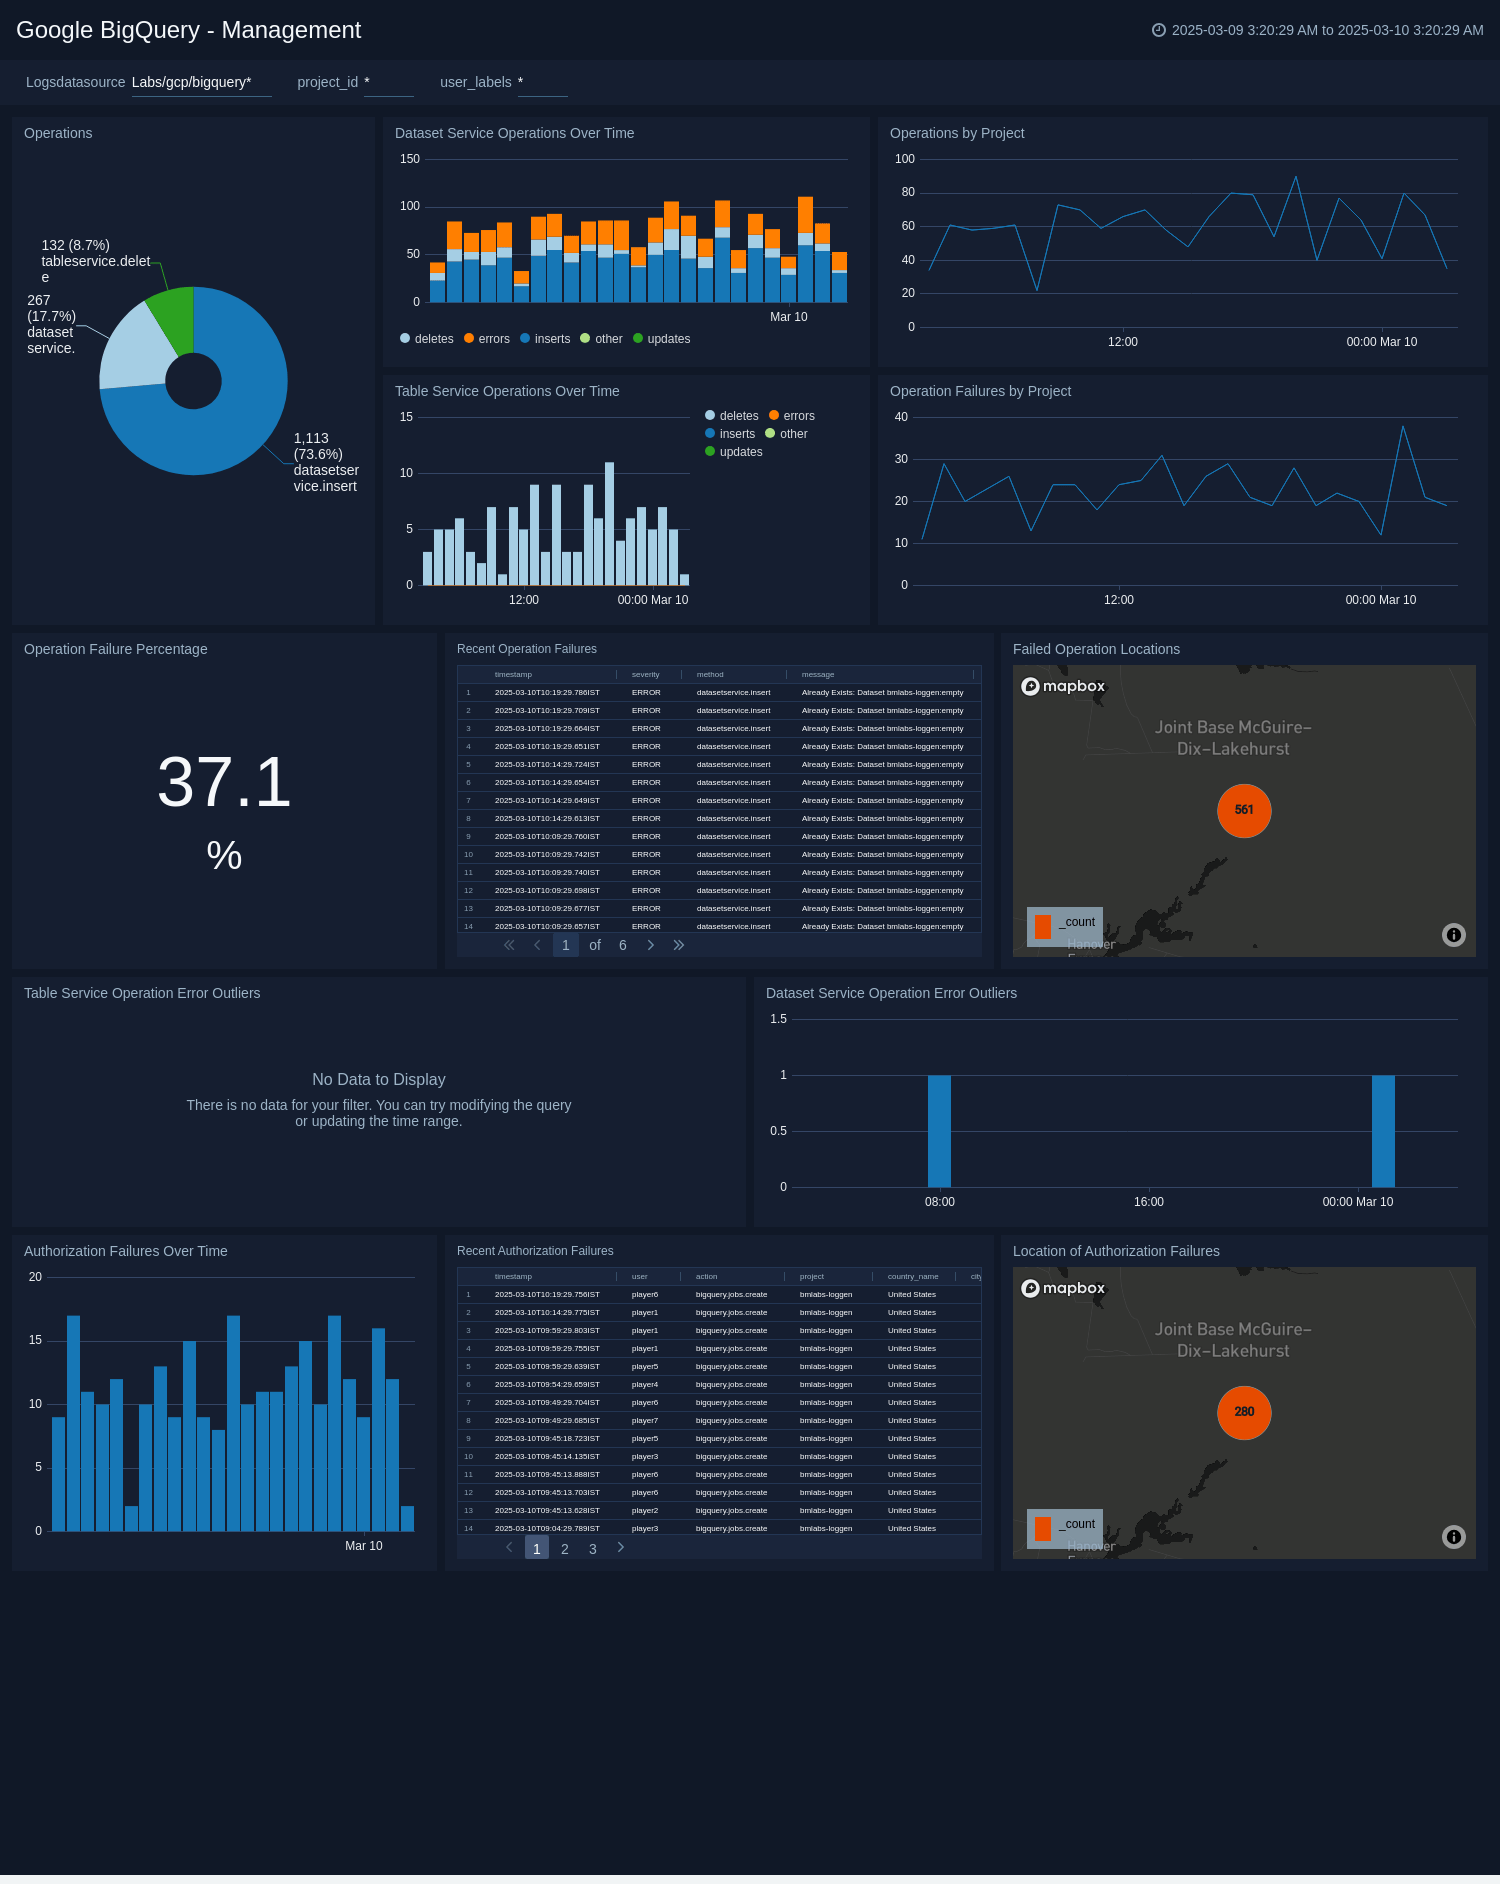 Google BigQuery - Management
2025-03-09 3:20:29 AM to 2025-03-10 3:20:29 AM
Logsdatasource Labs/gcp/bigquery* project_id * user_labels *
Operations
132 (8.7%)
tableservice.delet
e
267
(17.7%)
dataset
service.
1,113
(73.6%)
datasetser
vice.insert
Dataset Service Operations Over Time
150
100
50
0
Mar 10
deletes errors inserts other updates
Operations by Project
100
80
60
40
20
0
12:00 00:00 Mar 10
Table Service Operations Over Time
15
10
5
0
12:00 00:00 Mar 10
deletes errors
inserts other
updates
Operation Failures by Project
40
30
20
10
0
12:00 00:00 Mar 10
Operation Failure Percentage
37.1
%
Recent Operation Failures
timestamp severity method message
1 2025-03-10T10:19:29.786IST ERROR datasetservice.insert Already Exists: Dataset bmlabs-loggen:empty
2 2025-03-10T10:19:29.709IST ERROR datasetservice.insert Already Exists: Dataset bmlabs-loggen:empty
3 2025-03-10T10:19:29.664IST ERROR datasetservice.insert Already Exists: Dataset bmlabs-loggen:empty
4 2025-03-10T10:19:29.651IST ERROR datasetservice.insert Already Exists: Dataset bmlabs-loggen:empty
5 2025-03-10T10:14:29.724IST ERROR datasetservice.insert Already Exists: Dataset bmlabs-loggen:empty
6 2025-03-10T10:14:29.654IST ERROR datasetservice.insert Already Exists: Dataset bmlabs-loggen:empty
7 2025-03-10T10:14:29.649IST ERROR datasetservice.insert Already Exists: Dataset bmlabs-loggen:empty
8 2025-03-10T10:14:29.613IST ERROR datasetservice.insert Already Exists: Dataset bmlabs-loggen:empty
9 2025-03-10T10:09:29.760IST ERROR datasetservice.insert Already Exists: Dataset bmlabs-loggen:empty
10 2025-03-10T10:09:29.742IST ERROR datasetservice.insert Already Exists: Dataset bmlabs-loggen:empty
11 2025-03-10T10:09:29.740IST ERROR datasetservice.insert Already Exists: Dataset bmlabs-loggen:empty
12 2025-03-10T10:09:29.698IST ERROR datasetservice.insert Already Exists: Dataset bmlabs-loggen:empty
13 2025-03-10T10:09:29.677IST ERROR datasetservice.insert Already Exists: Dataset bmlabs-loggen:empty
14 2025-03-10T10:09:29.657IST ERROR datasetservice.insert Already Exists: Dataset bmlabs-loggen:empty
1 of 6
Failed Operation Locations
mapbox
Joint Base McGuire–
Dix–Lakehurst
561
_count
Hanover
Table Service Operation Error Outliers
No Data to Display
There is no data for your filter. You can try modifying the query
or updating the time range.
Dataset Service Operation Error Outliers
1.5
1
0.5
0
08:00 16:00 00:00 Mar 10
Authorization Failures Over Time
20
15
10
5
0
Mar 10
Recent Authorization Failures
timestamp user action project country_name city
1 2025-03-10T10:19:29.756IST player6 bigquery.jobs.create bmlabs-loggen United States
2 2025-03-10T10:14:29.775IST player1 bigquery.jobs.create bmlabs-loggen United States
3 2025-03-10T09:59:29.803IST player1 bigquery.jobs.create bmlabs-loggen United States
4 2025-03-10T09:59:29.755IST player1 bigquery.jobs.create bmlabs-loggen United States
5 2025-03-10T09:59:29.639IST player5 bigquery.jobs.create bmlabs-loggen United States
6 2025-03-10T09:54:29.659IST player4 bigquery.jobs.create bmlabs-loggen United States
7 2025-03-10T09:49:29.704IST player6 bigquery.jobs.create bmlabs-loggen United States
8 2025-03-10T09:49:29.685IST player7 bigquery.jobs.create bmlabs-loggen United States
9 2025-03-10T09:45:18.723IST player5 bigquery.jobs.create bmlabs-loggen United States
10 2025-03-10T09:45:14.135IST player3 bigquery.jobs.create bmlabs-loggen United States
11 2025-03-10T09:45:13.888IST player6 bigquery.jobs.create bmlabs-loggen United States
12 2025-03-10T09:45:13.703IST player6 bigquery.jobs.create bmlabs-loggen United States
13 2025-03-10T09:45:13.628IST player2 bigquery.jobs.create bmlabs-loggen United States
14 2025-03-10T09:04:29.789IST player3 bigquery.jobs.create bmlabs-loggen United States
1 2 3
Location of Authorization Failures
mapbox
Joint Base McGuire–
Dix–Lakehurst
280
_count
Hanover